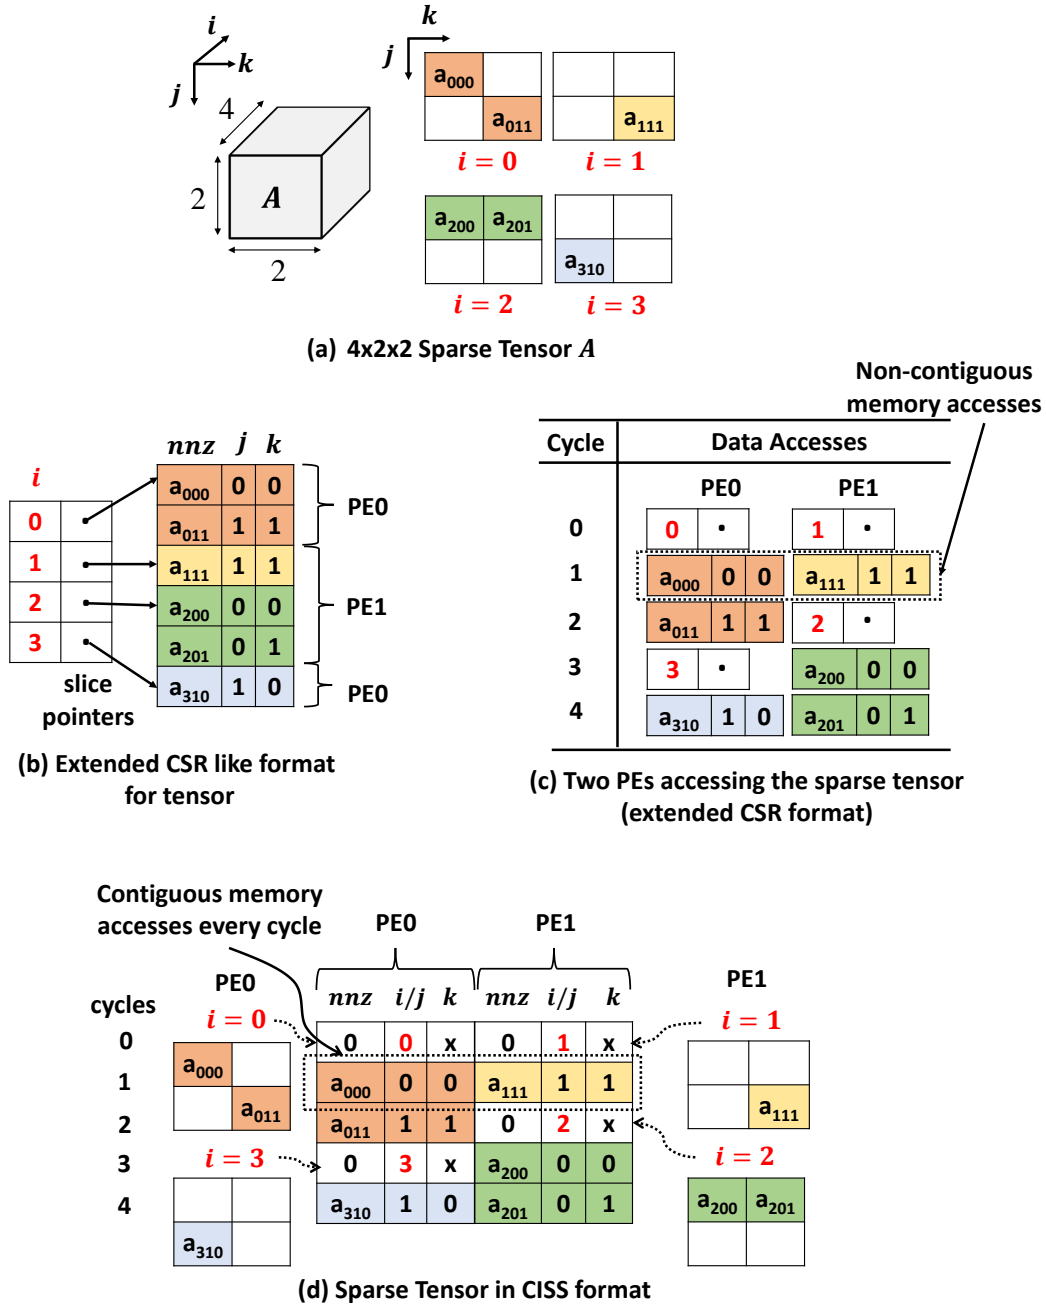 i
k
j
4
2
A
2
k
j
a000
a011
i = 0
a111
i = 1
a200 a201
i = 2
a310
i = 3
(a) 4x2x2 Sparse Tensor A
Non-contiguous
memory accesses
i
0
1
2
3
slice
pointers
nnz j k
a000 0 0
a011 1 1
a111 1 1
a200 0 0
a201 0 1
a310 1 0
PE0
PE1
PE0
(b) Extended CSR like format
for tensor
Cycle Data Accesses
PE0 PE1
0 0 1
1 a000 0 0 a111 1 1
2 a011 1 1 2
3 3 a200 0 0
4 a310 1 0 a201 0 1
(c) Two PEs accessing the sparse tensor
(extended CSR format)
Contiguous memory
accesses every cycle
PE0 PE1
PE0
PE1
cycles
nnz i/j k nnz i/j k
0 0 0 x 0 1 x
1 a000 0 0 a111 1 1
2 a011 1 1 0 2 x
3 0 3 x a200 0 0
4 a310 1 0 a201 0 1
i = 0
a000
a011
i = 3
a310
i = 1
a111
i = 2
a200 a201
(d) Sparse Tensor in CISS format